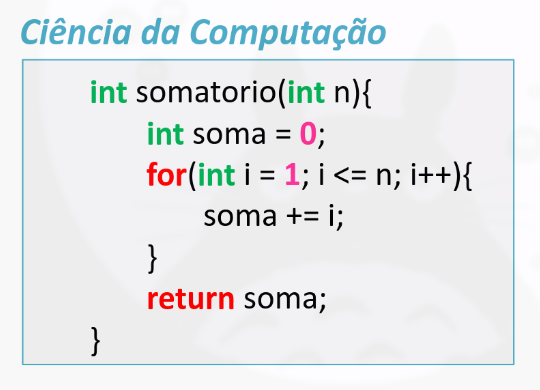 Ciência da Computação
int somatorio(int n){
int soma = 0;
for(int i = 1; i <= n; i++){
soma += i;
}
return soma;
}